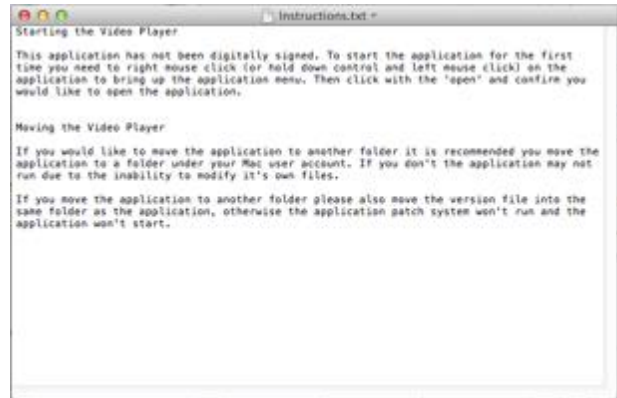 Instructions.txt
Starting the Video Player
This application has not been digitally signed. To start the application for the first
time you need to right mouse click (or hold down control and left mouse click) on the
application to bring up the application menu. Then click with the 'open' and confirm you
would like to open the application.
Moving the Video Player
If you would like to move the application to another folder it is recommended you move the
application to a folder under your Mac user account. If you don't the application may not
run due to the inability to modify it's own files.
If you move the application to another folder please also move the version file into the
same folder as the application, otherwise the application patch system won't run and the
application won't start.